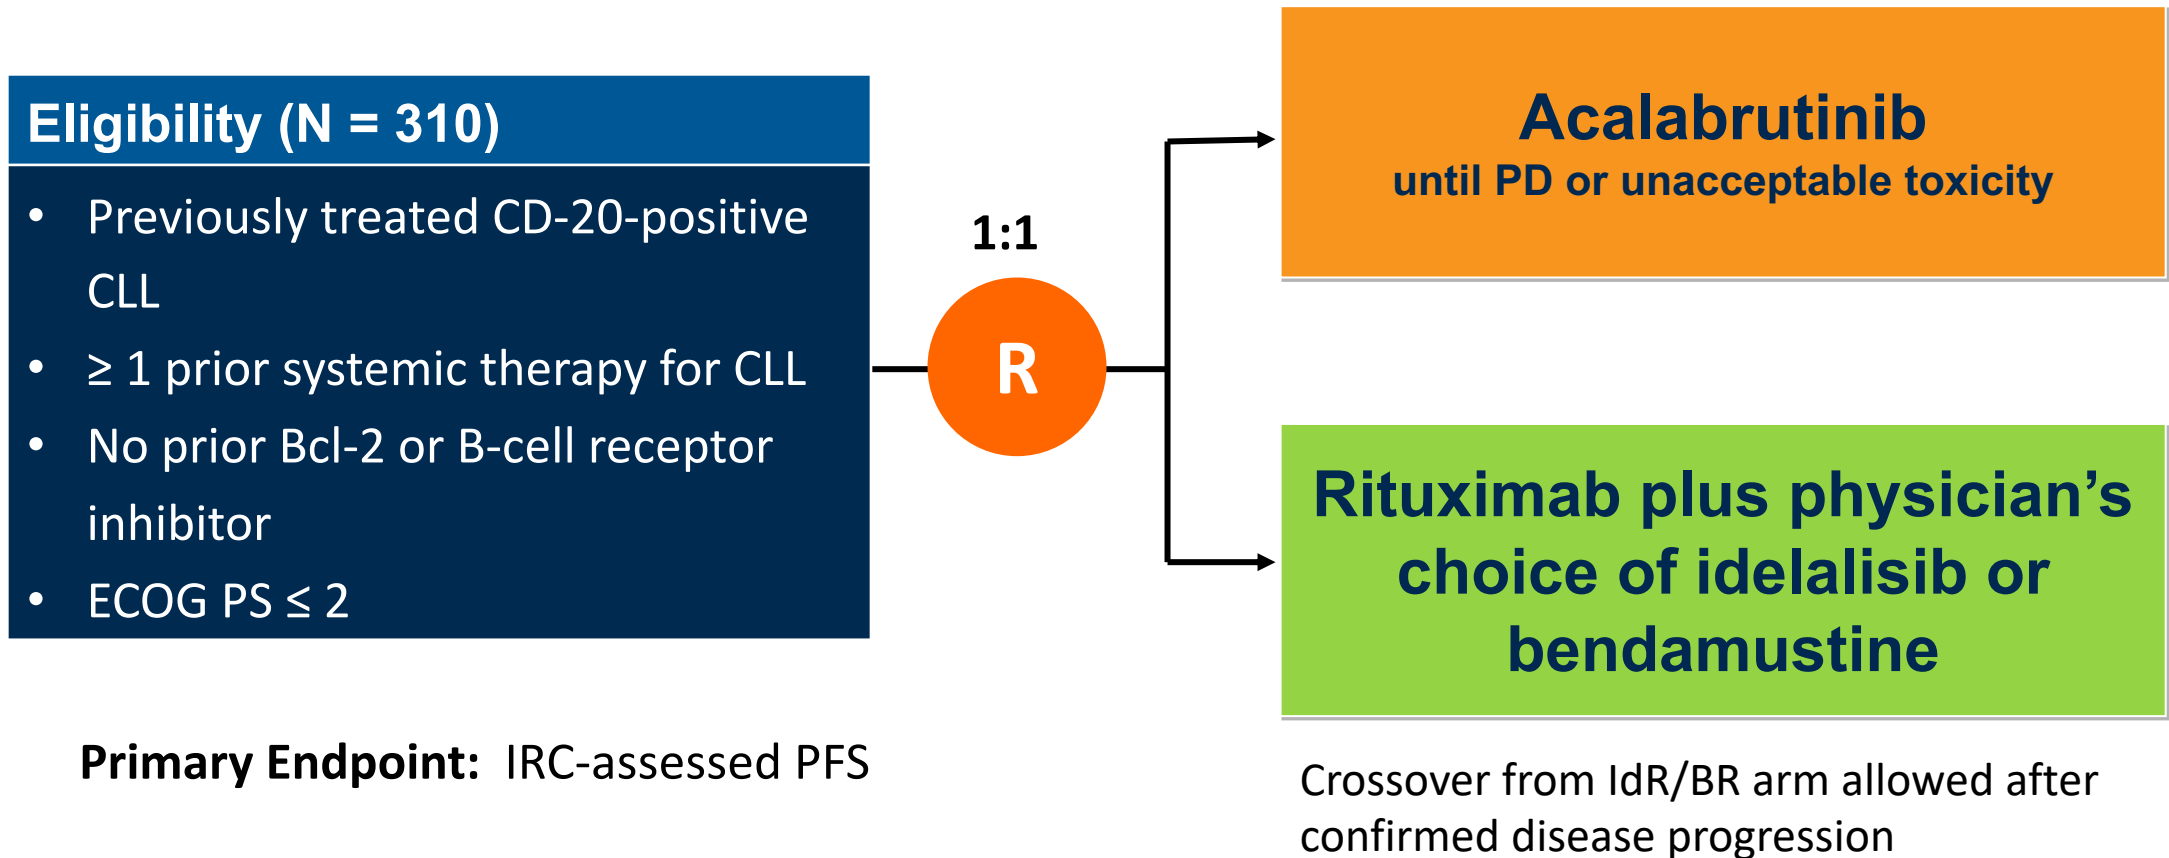 Eligibility (N = 310)
• Previously treated CD-20-positive
CLL
• ≥ 1 prior systemic therapy for CLL
• No prior Bcl-2 or B-cell receptor
inhibitor
• ECOG PS ≤ 2
Primary Endpoint: IRC-assessed PFS
1:1
R
Acalabrutinib
until PD or unacceptable toxicity
Rituximab plus physician’s
choice of idelalisib or
bendamustine
Crossover from IdR/BR arm allowed after
confirmed disease progression